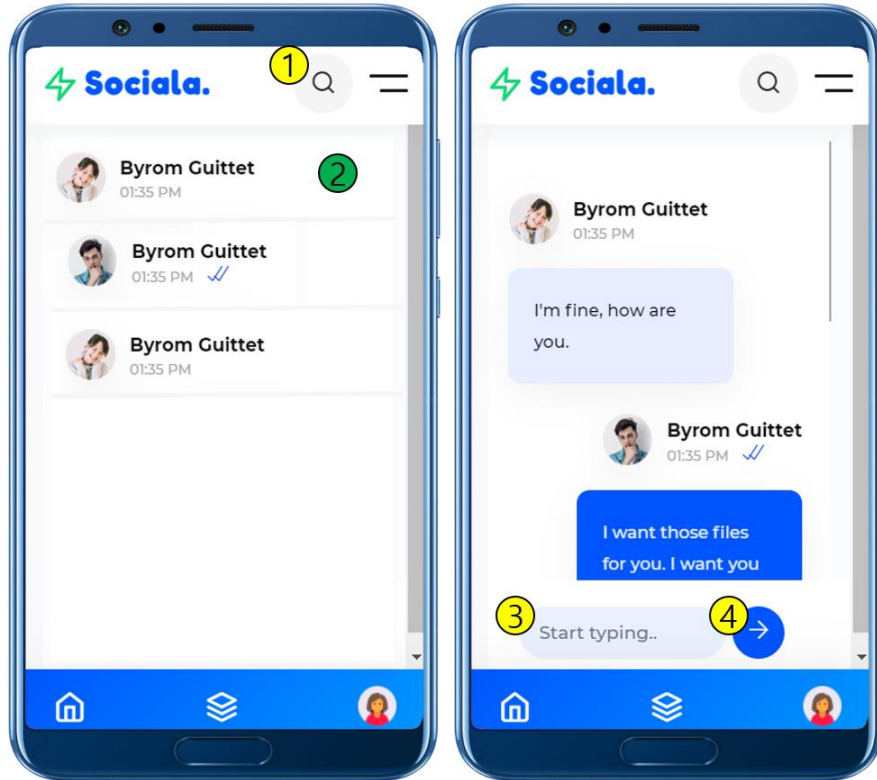 1
Sociala.
2
Byrom Guittet
01:35 PM
Byrom Guittet
01:35 PM
Byrom Guittet
01:35 PM
Sociala.
Byrom Guittet
01:35 PM
I'm fine, how are
you.
Byrom Guittet
01:35 PM
I want those files
for you. I want you
3
Start typing..
4